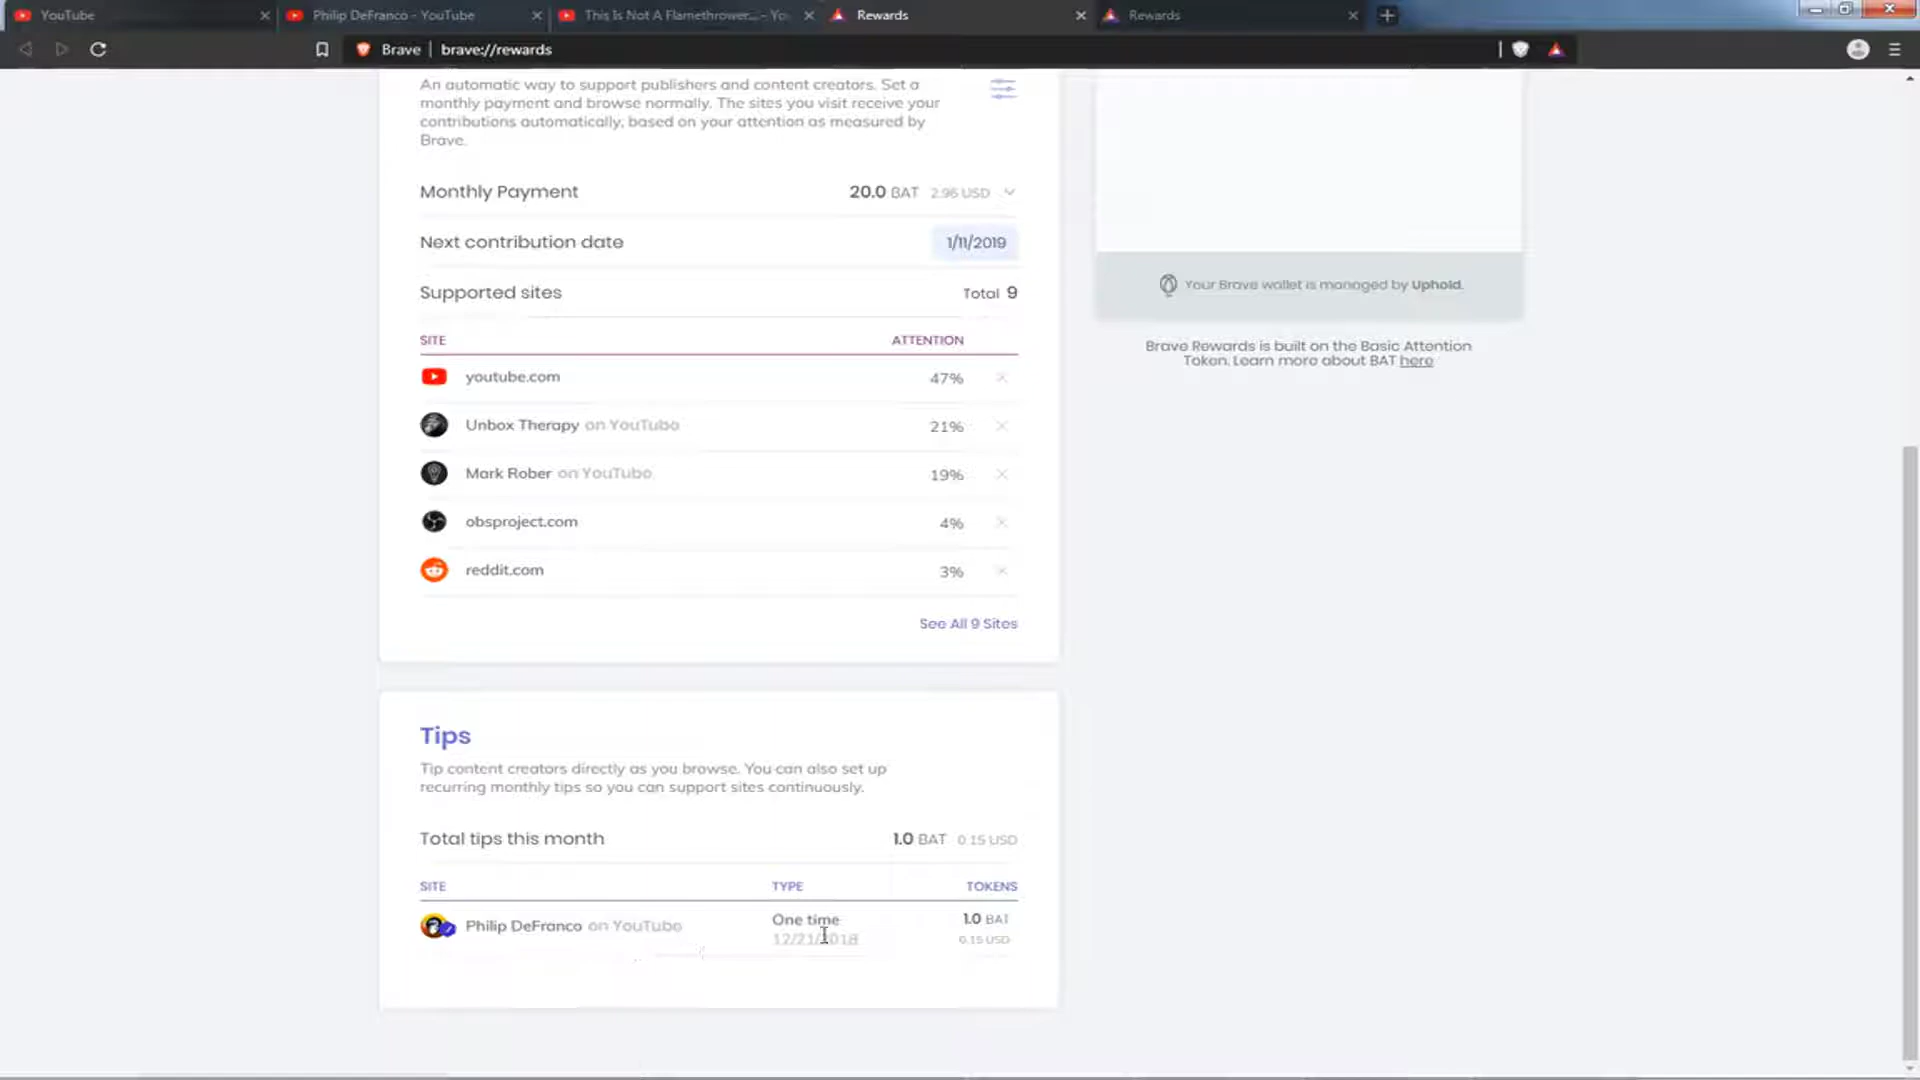 YouTube
Philip DeFranco - YouTube
This Is Not A Flamethrower... - Yo
Rewards
Rewards
Brave | brave://rewards
An automatic way to support publishers and content creators. Set a
monthly payment and browse normally. The sites you visit receive your
contributions automatically, based on your attention as measured by
Brave.
Monthly Payment 20.0 BAT 2.96 USD
Next contribution date 1/11/2019
Supported sites Total 9
SITE ATTENTION
youtube.com 47%
Unbox Therapy on YouTube 21%
Mark Rober on YouTube 19%
obsproject.com 4%
reddit.com 3%
See All 9 Sites
Tips
Tip content creators directly as you browse. You can also set up
recurring monthly tips so you can support sites continuously.
Total tips this month 1.0 BAT 0.15 USD
SITE TYPE TOKENS
Philip DeFranco on YouTube One time 1.0 BAT
12/21/2018 0.15 USD
Your Brave wallet is managed by Uphold.
Brave Rewards is built on the Basic Attention
Token. Learn more about BAT here